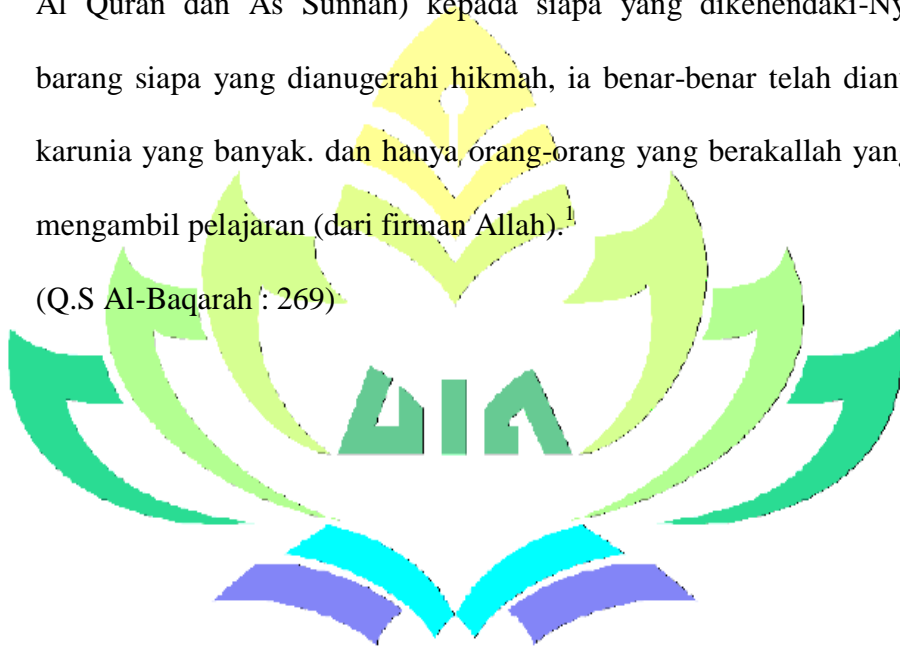 Al Quran dan As Sunnah) kepada siapa yang dikehendaki-Ny
barang siapa yang dianugerahi hikmah, ia benar-benar telah dianu
karunia yang banyak. dan hanya orang-orang yang berakallah yang
mengambil pelajaran (dari firman Allah).1
(Q.S Al-Baqarah : 269)
UIN